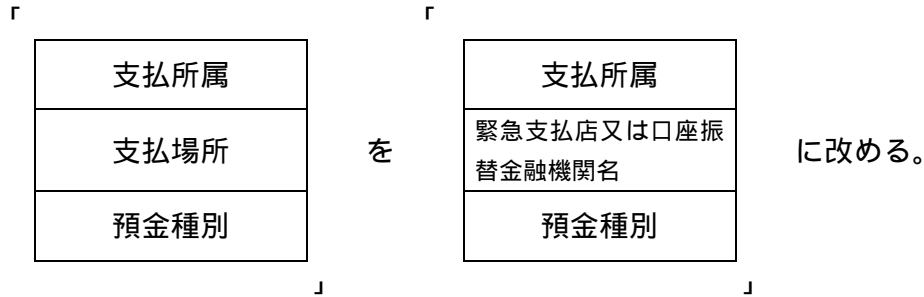 「
支払所属
支払場所
預金種別
」
を
「
支払所属
緊急支払店又は口座振
替金融機関名
預金種別
」
に改める。